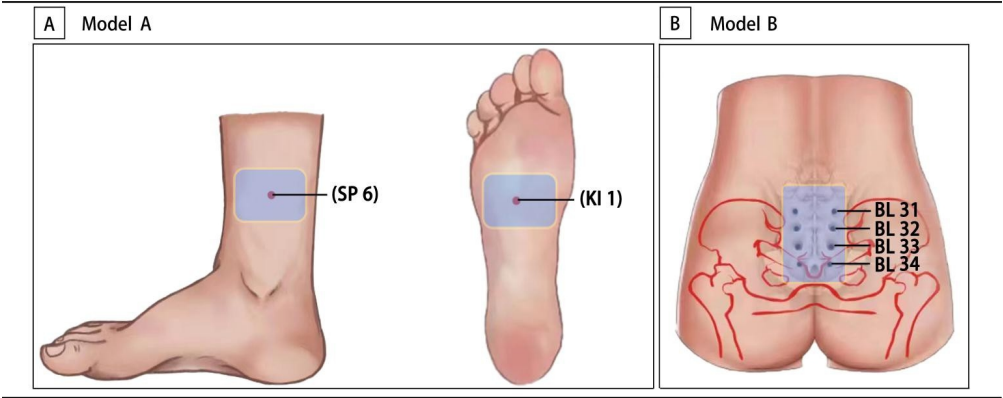 A Model A
B Model B
(SP 6)
(KI 1)
BL 31
BL 32
BL 33
BL 34